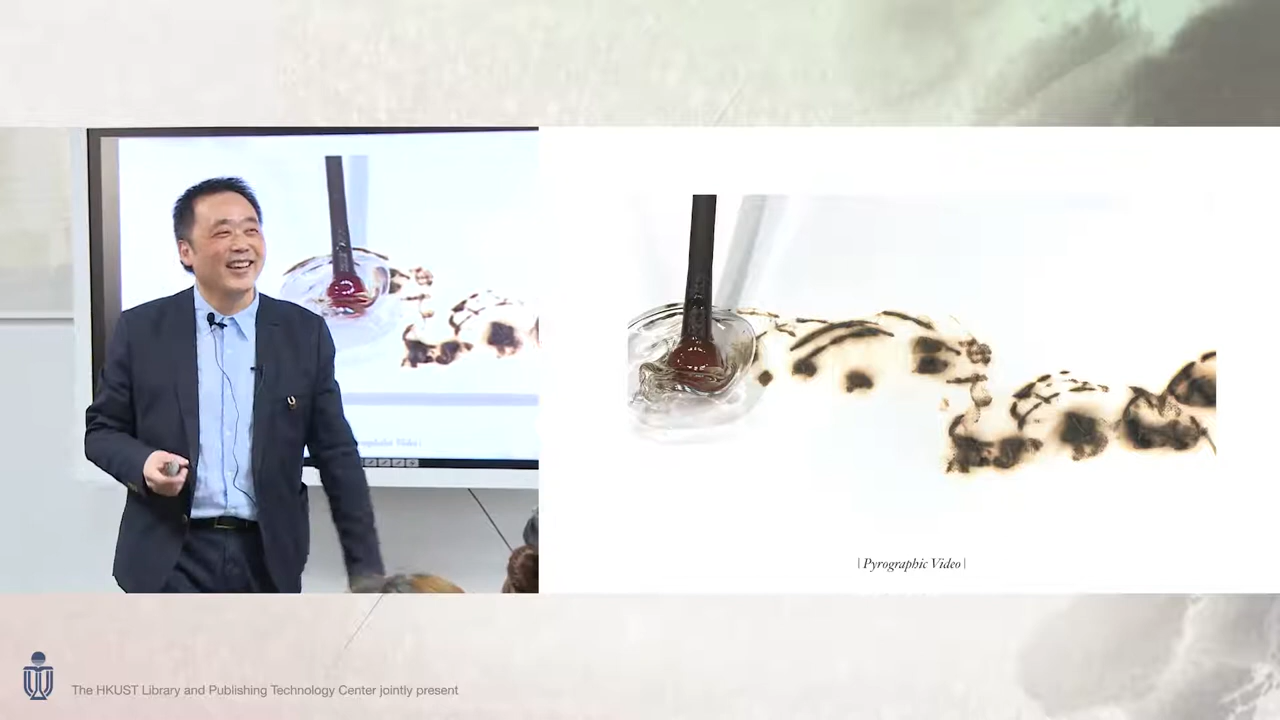 | Pyrographic Video |
The HKUST Library and Publishing Technology Center jointly present